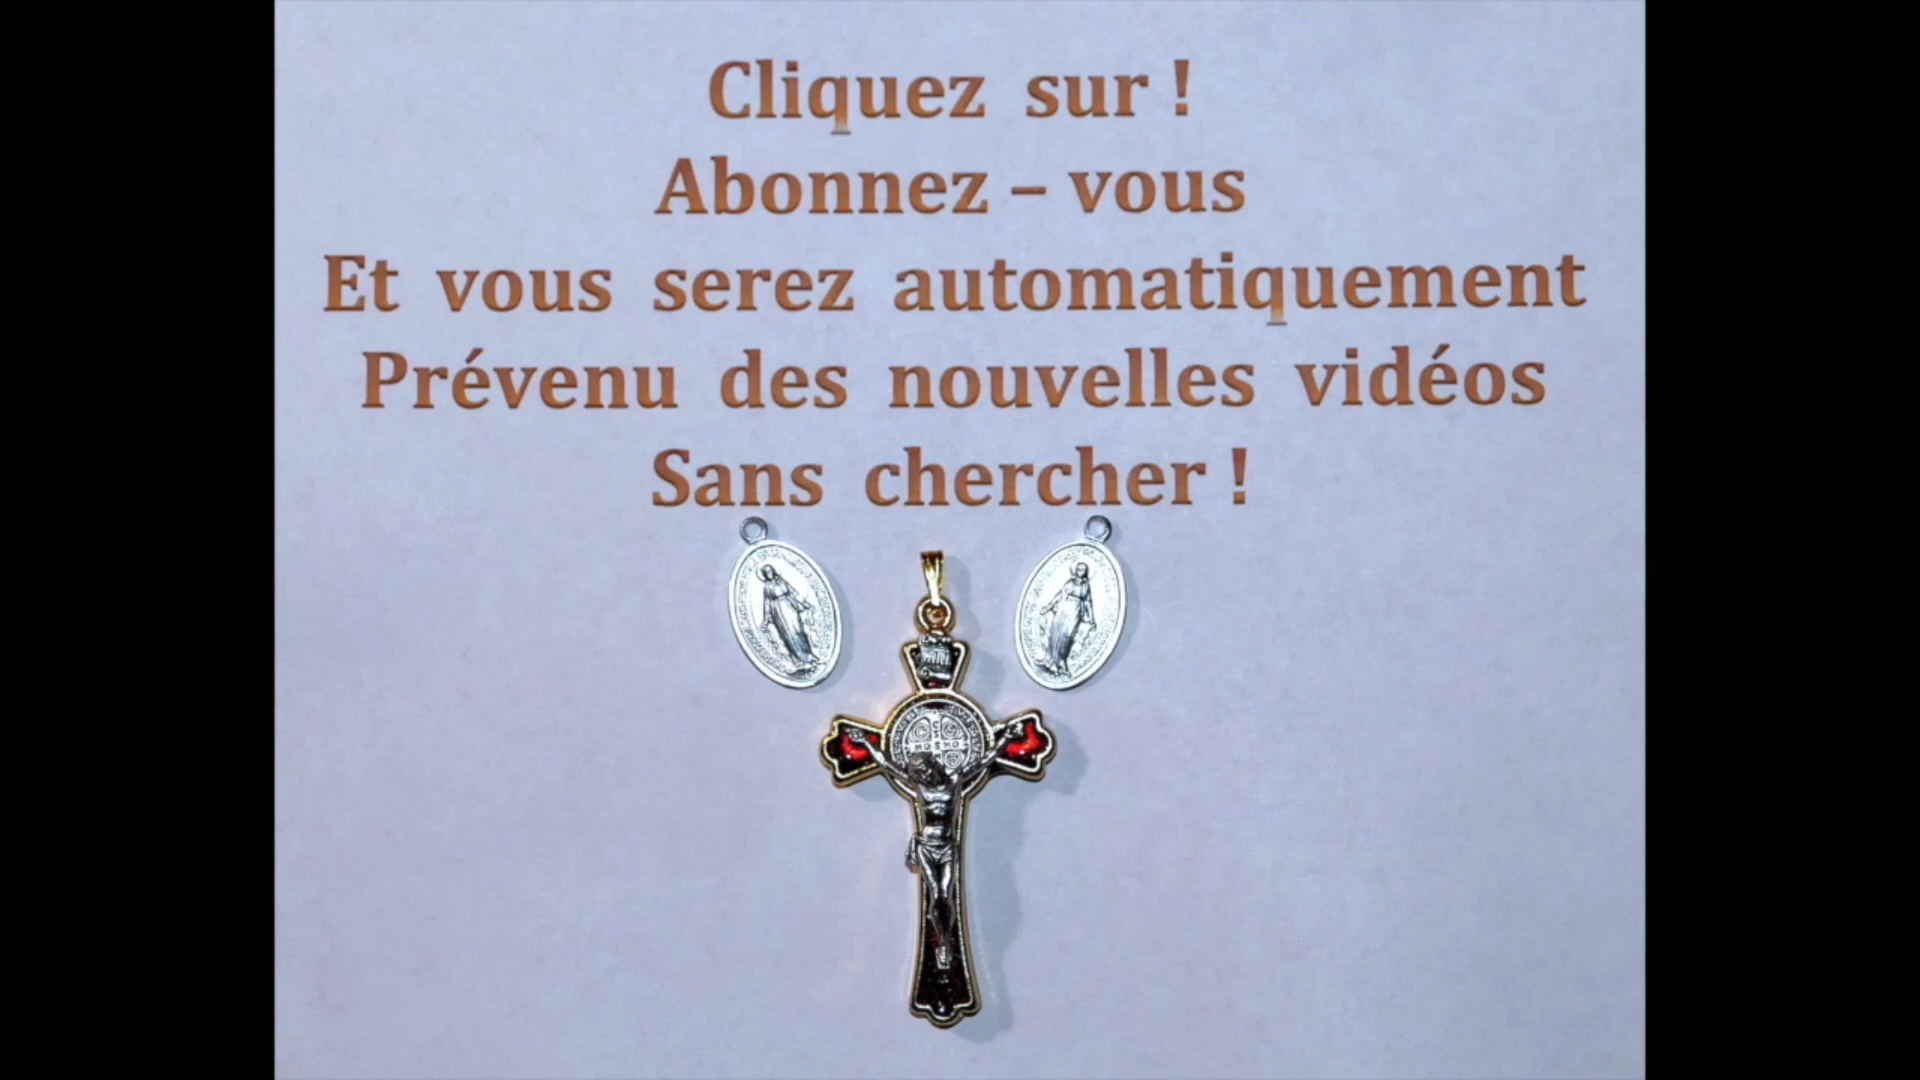 Cliquez sur !
Abonnez – vous
Et vous serez automatiquement
Prévenu des nouvelles vidéos
Sans chercher !